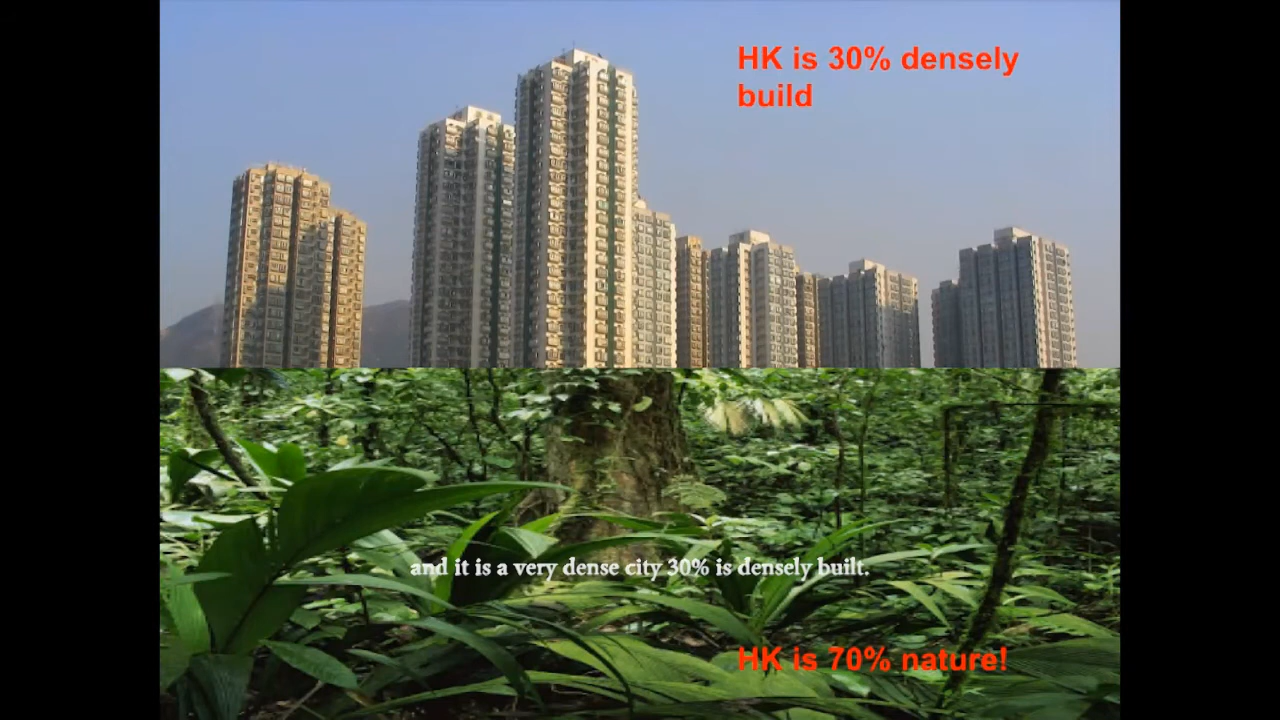 HK is 30% densely
build
and it is a very dense city 30% is densely built.
HK is 70% nature!